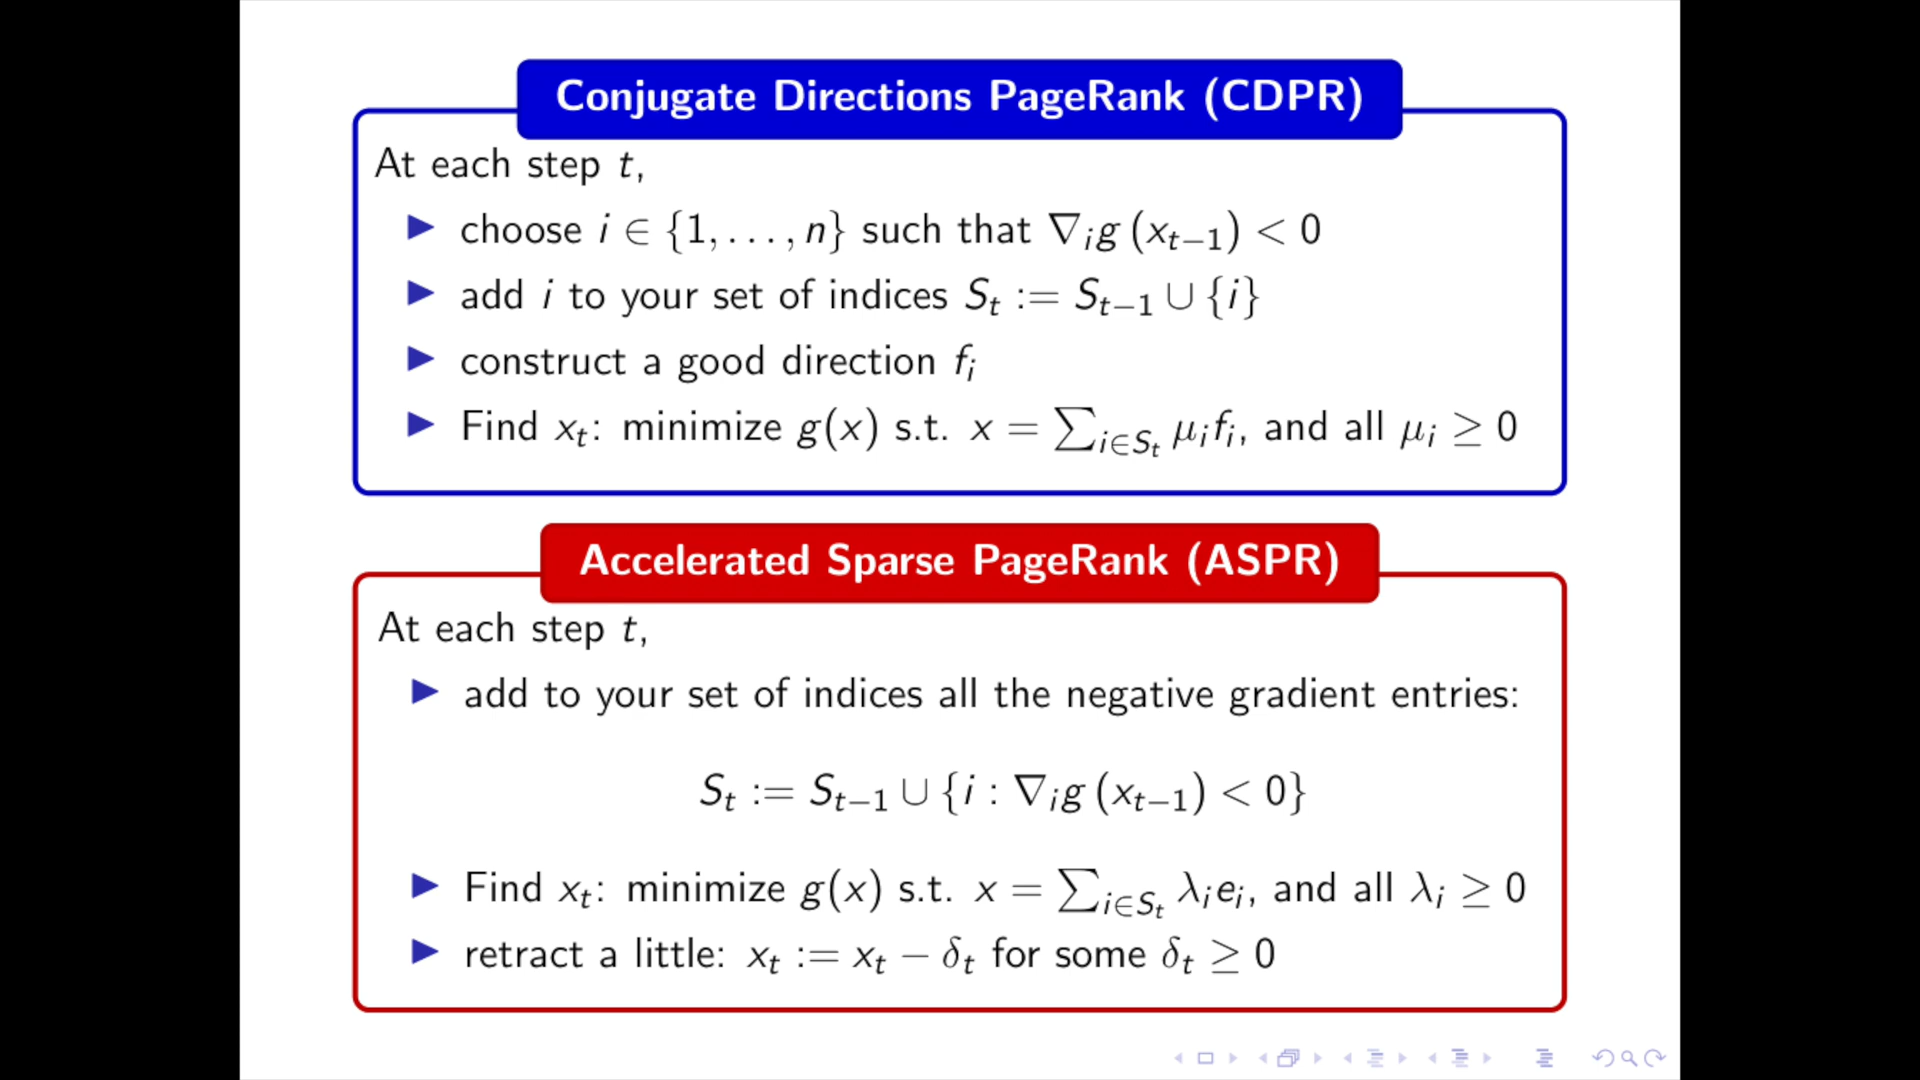 Conjugate Directions PageRank (CDPR)
At each step t,
▶ choose i ∈ {1, . . . , n} such that ∇ᵢg (xₜ₋₁) < 0
▶ add i to your set of indices Sₜ := Sₜ₋₁ ∪ {i}
▶ construct a good direction fᵢ
▶ Find xₜ: minimize g(x) s.t. x = ∑_{i∈Sₜ} μᵢfᵢ, and all μᵢ ≥ 0
Accelerated Sparse PageRank (ASPR)
At each step t,
▶ add to your set of indices all the negative gradient entries:
Sₜ := Sₜ₋₁ ∪ {i : ∇ᵢg (xₜ₋₁) < 0}
▶ Find xₜ: minimize g(x) s.t. x = ∑_{i∈Sₜ} λᵢeᵢ, and all λᵢ ≥ 0
▶ retract a little: xₜ := xₜ − δₜ for some δₜ ≥ 0